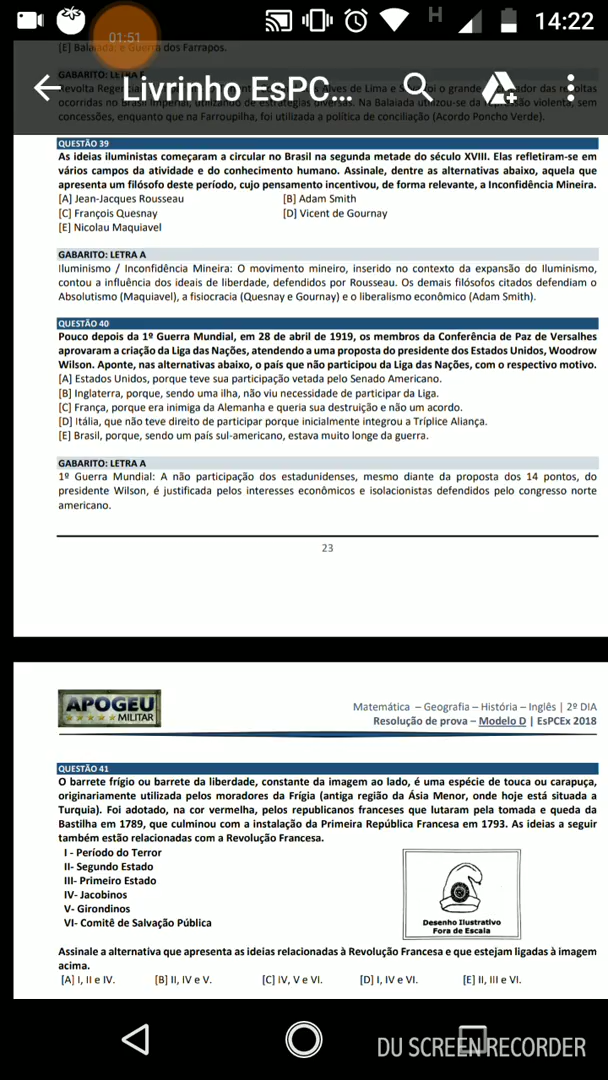 01:51
H
14:22
[E] Balaiada; e Guerra dos Farrapos.
Livrinho EsPC...
ocorridas no Brasil Imperial, utilizando de estratégias diversas. Na Balaiada utilizou-se da repressão violenta, sem
concessões, enquanto que na Farroupilha, foi utilizada a política de conciliação (Acordo Poncho Verde).
QUESTÃO 39
As ideias iluministas começaram a circular no Brasil na segunda metade do século XVIII. Elas refletiram-se em
vários campos da atividade e do conhecimento humano. Assinale, dentre as alternativas abaixo, aquela que
apresenta um filósofo deste período, cujo pensamento incentivou, de forma relevante, a Inconfidência Mineira.
[A] Jean-Jacques Rousseau [B] Adam Smith
[C] François Quesnay [D] Vicent de Gournay
[E] Nicolau Maquiavel
GABARITO: LETRA A
Iluminismo / Inconfidência Mineira: O movimento mineiro, inserido no contexto da expansão do Iluminismo,
contou a influência dos ideais de liberdade, defendidos por Rousseau. Os demais filósofos citados defendiam o
Absolutismo (Maquiavel), a fisiocracia (Quesnay e Gournay) e o liberalismo econômico (Adam Smith).
QUESTÃO 40
Pouco depois da 1º Guerra Mundial, em 28 de abril de 1919, os membros da Conferência de Paz de Versalhes
aprovaram a criação da Liga das Nações, atendendo a uma proposta do presidente dos Estados Unidos, Woodrow
Wilson. Aponte, nas alternativas abaixo, o país que não participou da Liga das Nações, com o respectivo motivo.
[A] Estados Unidos, porque teve sua participação vetada pelo Senado Americano.
[B] Inglaterra, porque, sendo uma ilha, não viu necessidade de participar da Liga.
[C] França, porque era inimiga da Alemanha e queria sua destruição e não um acordo.
[D] Itália, que não teve direito de participar porque inicialmente integrou a Tríplice Aliança.
[E] Brasil, porque, sendo um país sul-americano, estava muito longe da guerra.
GABARITO: LETRA A
1º Guerra Mundial: A não participação dos estadunidenses, mesmo diante da proposta dos 14 pontos, do
presidente Wilson, é justificada pelos interesses econômicos e isolacionistas defendidos pelo congresso norte
americano.
23
APOGEU
MILITAR
Matemática – Geografia – História – Inglês | 2º DIA
Resolução de prova – Modelo D | EsPCEx 2018
QUESTÃO 41
O barrete frígio ou barrete da liberdade, constante da imagem ao lado, é uma espécie de touca ou carapuça,
originariamente utilizada pelos moradores da Frígia (antiga região da Ásia Menor, onde hoje está situada a
Turquia). Foi adotado, na cor vermelha, pelos republicanos franceses que lutaram pela tomada e queda da
Bastilha em 1789, que culminou com a instalação da Primeira República Francesa em 1793. As ideias a seguir
também estão relacionadas com a Revolução Francesa.
I - Período do Terror
II- Segundo Estado
III- Primeiro Estado
IV- Jacobinos
V- Girondinos
VI- Comitê de Salvação Pública
Desenho Ilustrativo
Fora de Escala
Assinale a alternativa que apresenta as ideias relacionadas à Revolução Francesa e que estejam ligadas à imagem
acima.
[A] I, II e IV. [B] II, IV e V. [C] IV, V e VI. [D] I, IV e VI. [E] II, III e VI.
DU SCREEN RECORDER